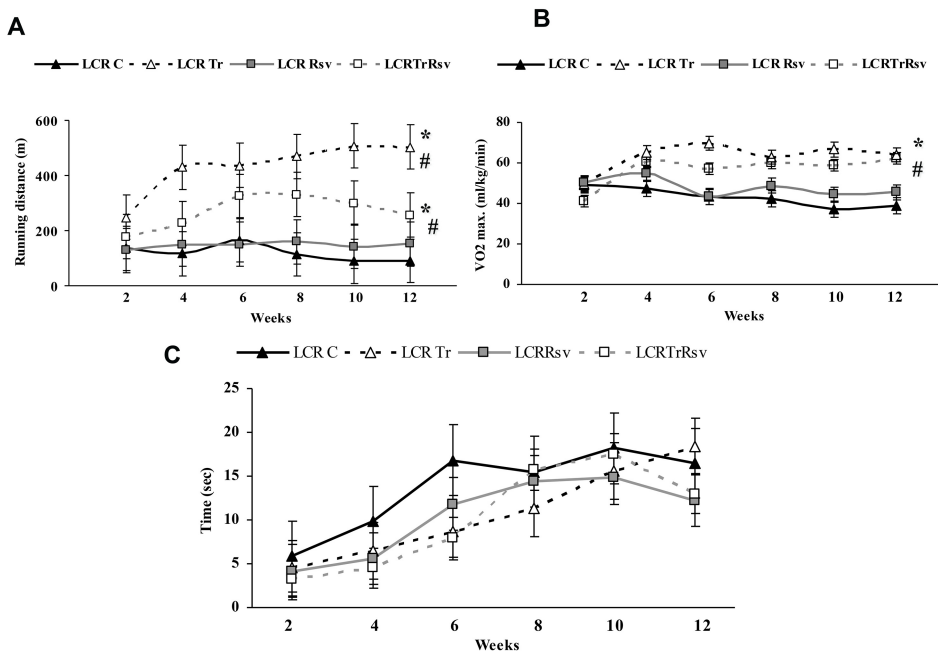 A
LCR C LCR Tr LCR Rsv LCRTrRsv
Running distance (m)
600
400
200
0
* #
* #
2 4 6 8 10 12
Weeks
B
LCR C LCR Tr LCR Rsv LCRTrRsv
VO2 max. (ml/kg/min)
80
60
40
20
0
* #
2 4 6 8 10 12
Weeks
C
LCR C LCR Tr LCRRsv LCRTrRsv
Time (sec)
25
20
15
10
5
0
2 4 6 8 10 12
Weeks